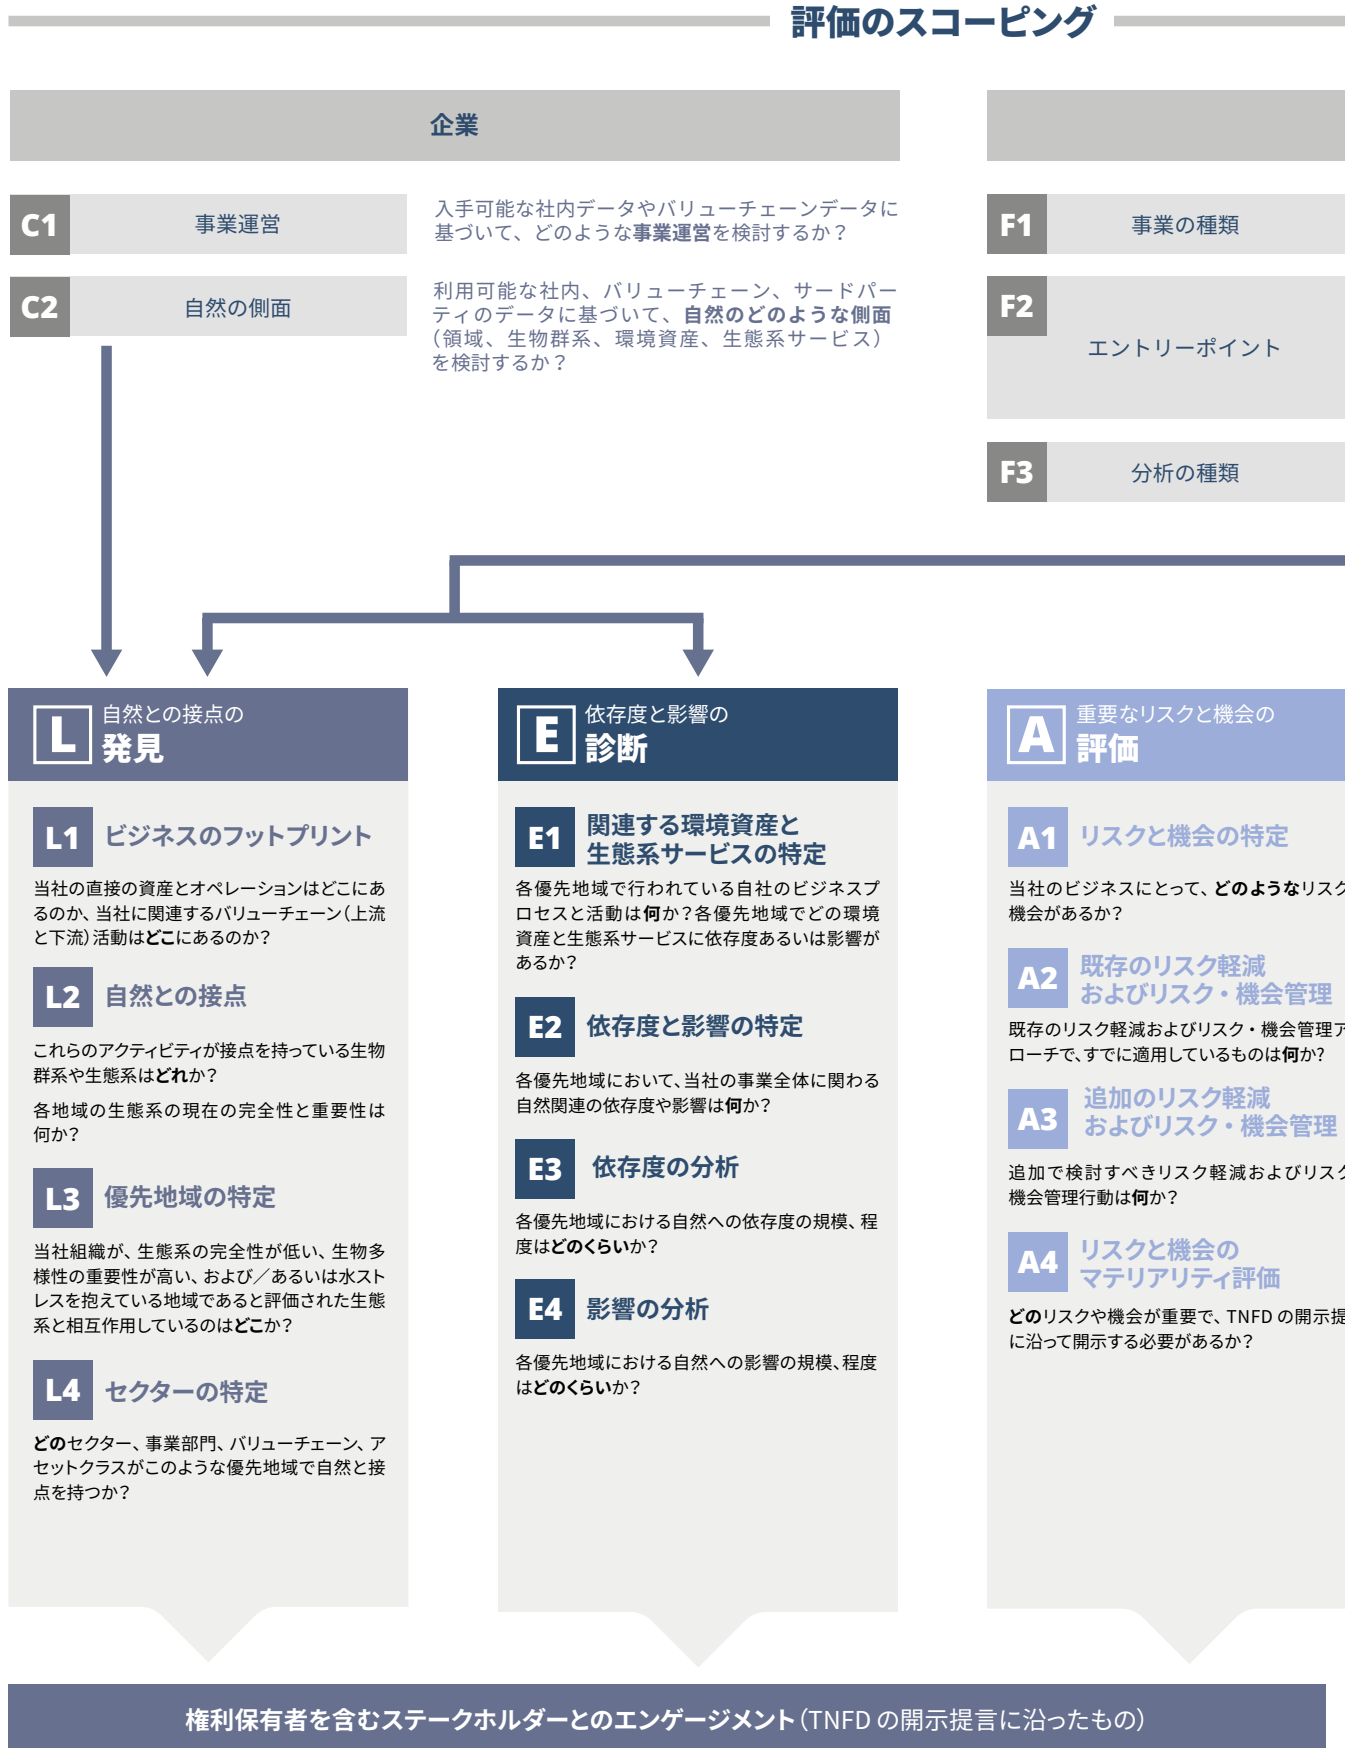 評価のスコーピング
企業
C1
事業運営
入手可能な社内データやバリューチェーンデータに
基づいて、どのような事業運営を検討するか？
C2
自然の側面
利用可能な社内、バリューチェーン、サードパー
ティのデータに基づいて、自然のどのような側面
（領域、生物群系、環境資産、生態系サービス）
を検討するか？
F1
事業の種類
F2
エントリーポイント
F3
分析の種類
L
自然との接点の
発見
L1
ビジネスのフットプリント
当社の直接の資産とオペレーションはどこにあ
るのか、当社に関連するバリューチェーン（上流
と下流）活動はどこにあるのか？
L2
自然との接点
これらのアクティビティが接点を持っている生物
群系や生態系はどれか？
各地域の生態系の現在の完全性と重要性は
何か？
L3
優先地域の特定
当社組織が、生態系の完全性が低い、生物多
様性の重要性が高い、および／あるいは水スト
レスを抱えている地域であると評価された生態
系と相互作用しているのはどこか？
L4
セクターの特定
どのセクター、事業部門、バリューチェーン、ア
セットクラスがこのような優先地域で自然と接
点を持つか？
E
依存度と影響の
診断
E1
関連する環境資産と
生態系サービスの特定
各優先地域で行われている自社のビジネスプ
ロセスと活動は何か？各優先地域でどの環境
資産と生態系サービスに依存度あるいは影響が
あるか？
E2
依存度と影響の特定
各優先地域において、当社の事業全体に関わる
自然関連の依存度や影響は何か？
E3
依存度の分析
各優先地域における自然への依存度の規模、程
度はどのくらいか？
E4
影響の分析
各優先地域における自然への影響の規模、程度
はどのくらいか？
A
重要なリスクと機会の
評価
A1
リスクと機会の特定
当社のビジネスにとって、どのようなリスク
機会があるか？
A2
既存のリスク軽減
およびリスク・機会管理
既存のリスク軽減およびリスク・機会管理ア
ローチで、すでに適用しているものは何か?
A3
追加のリスク軽減
およびリスク・機会管理
追加で検討すべきリスク軽減およびリスク
機会管理行動は何か？
A4
リスクと機会の
マテリアリティ評価
どのリスクや機会が重要で、TNFD の開示提
に沿って開示する必要があるか？
権利保有者を含むステークホルダーとのエンゲージメント（TNFD の開示提言に沿ったもの）